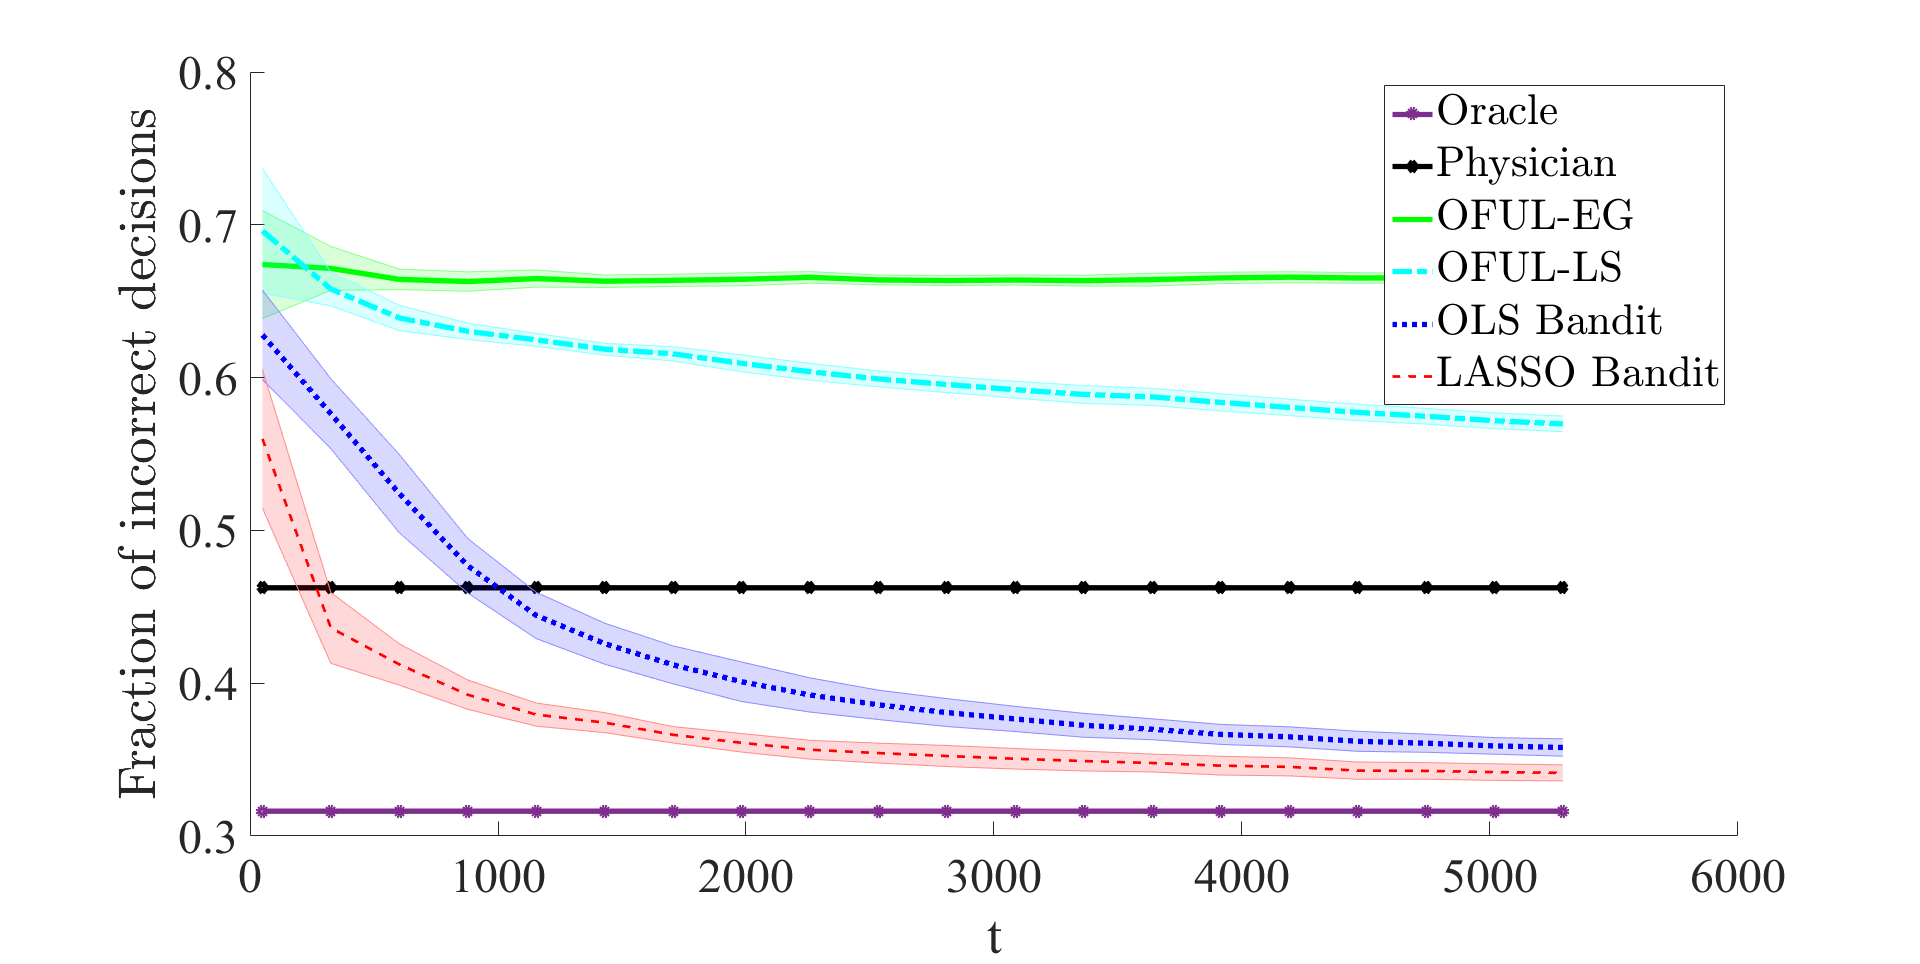 Fraction of incorrect decisions
0.8
0.7
0.6
0.5
0.4
0.3
0 1000 2000 3000 4000 5000 6000
t
Oracle
Physician
OFUL-EG
OFUL-LS
OLS Bandit
LASSO Bandit